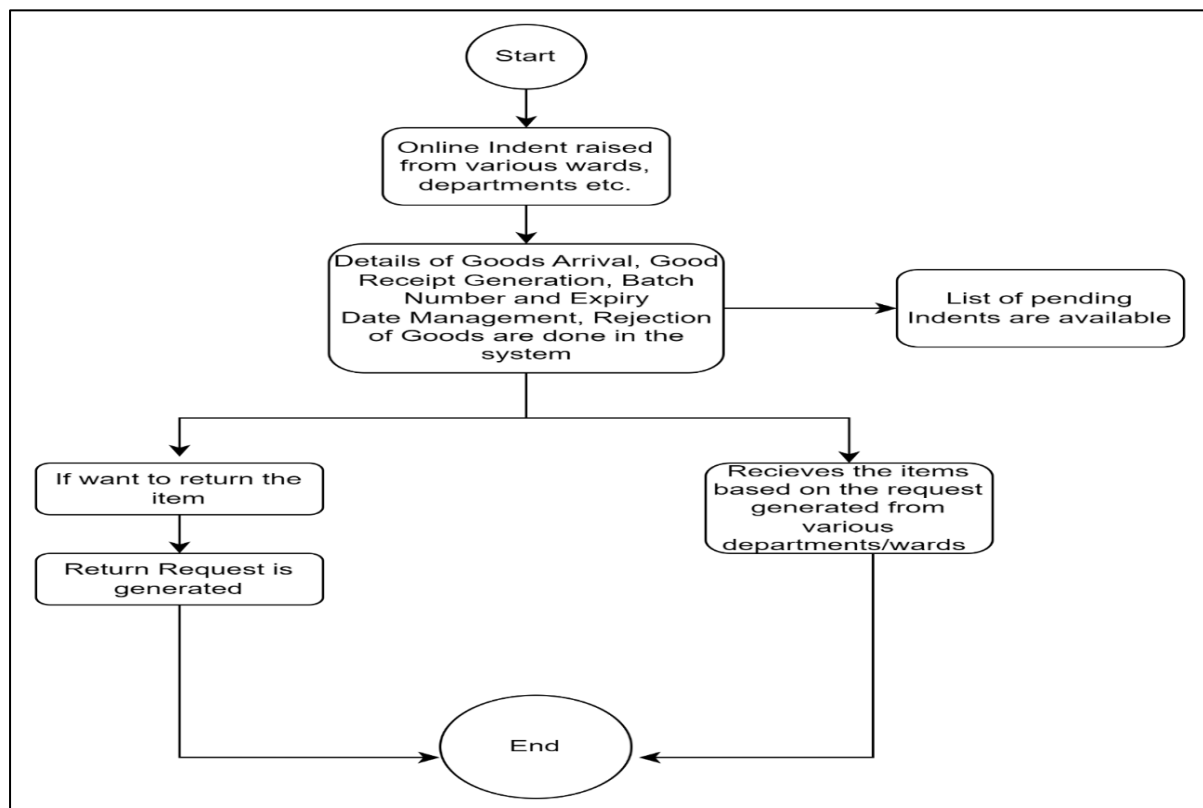 Start
Online Indent raised
from various wards,
departments etc.
Details of Goods Arrival, Good
Receipt Generation, Batch
Number and Expiry
Date Management, Rejection
of Goods are done in the
system
List of pending
Indents are available
If want to return the
item
Recieves the items
based on the request
generated from
various
departments/wards
Return Request is
generated
End